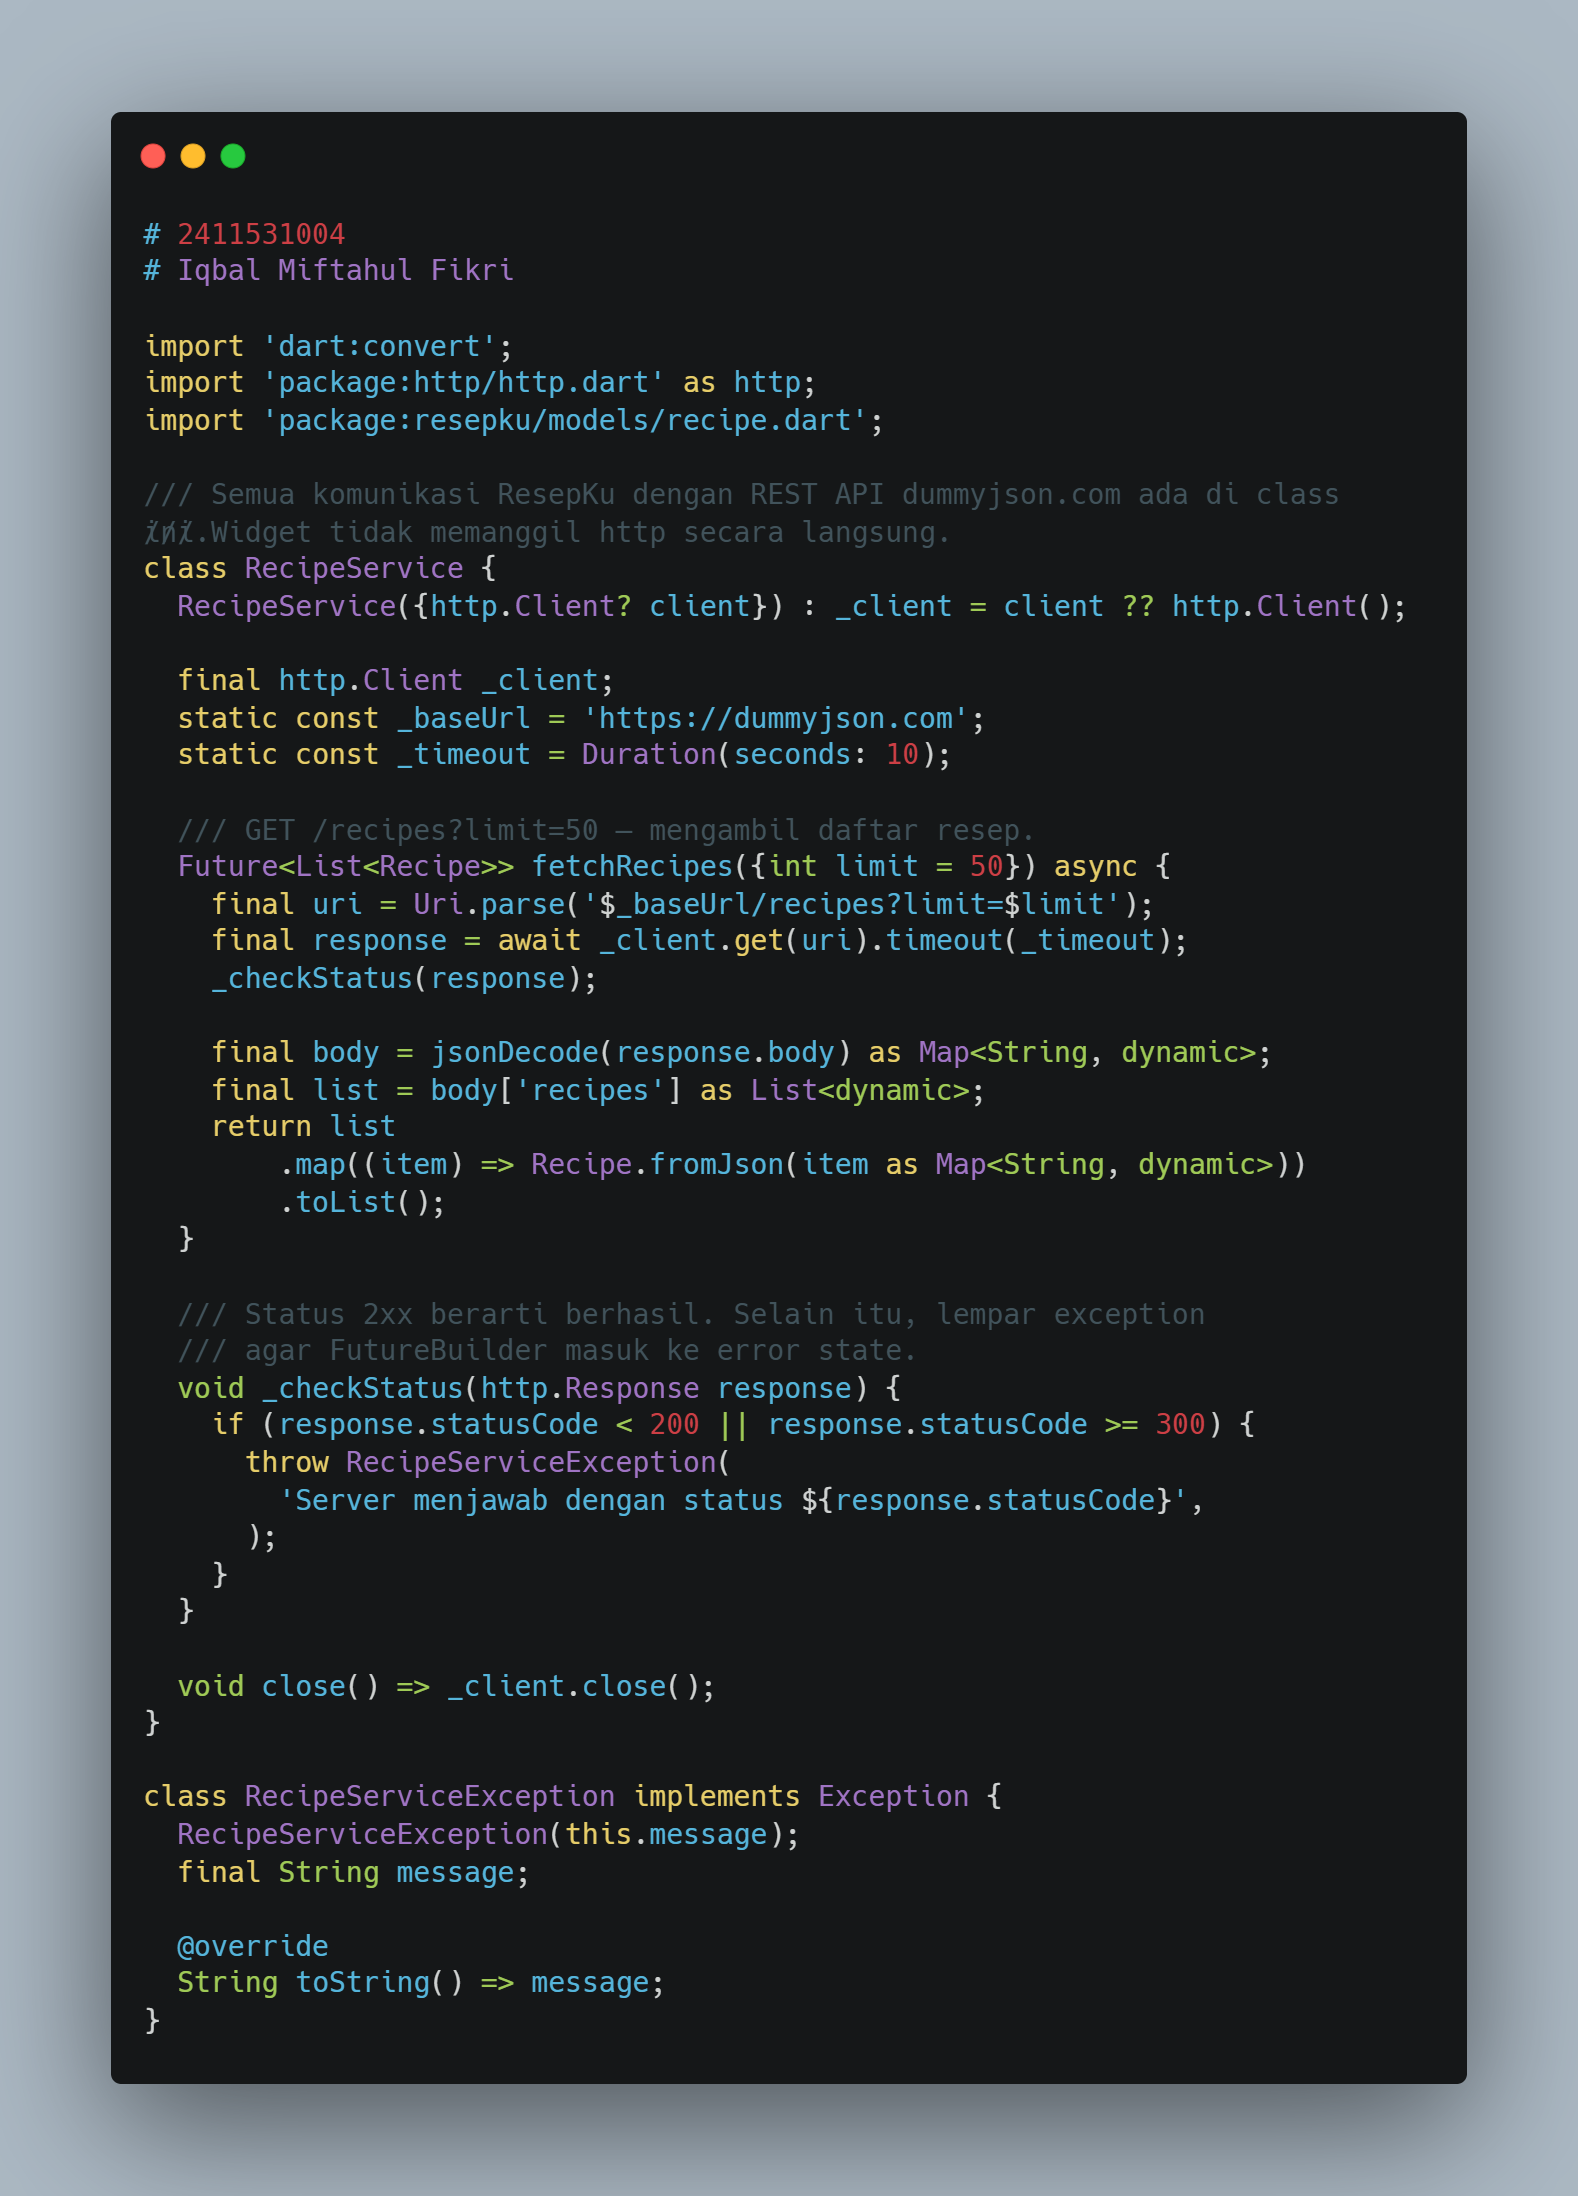 # 2411531004
# Iqbal Miftahul Fikri

import 'dart:convert';
import 'package:http/http.dart' as http;
import 'package:resepku/models/recipe.dart';

/// Semua komunikasi ResepKu dengan REST API dummyjson.com ada di class
ini.
/// Widget tidak memanggil http secara langsung.
class RecipeService {
  RecipeService({http.Client? client}) : _client = client ?? http.Client();

  final http.Client _client;
  static const _baseUrl = 'https://dummyjson.com';
  static const _timeout = Duration(seconds: 10);

  /// GET /recipes?limit=50 — mengambil daftar resep.
  Future<List<Recipe>> fetchRecipes({int limit = 50}) async {
    final uri = Uri.parse('$_baseUrl/recipes?limit=$limit');
    final response = await _client.get(uri).timeout(_timeout);
    _checkStatus(response);

    final body = jsonDecode(response.body) as Map<String, dynamic>;
    final list = body['recipes'] as List<dynamic>;
    return list
        .map((item) => Recipe.fromJson(item as Map<String, dynamic>))
        .toList();
  }

  /// Status 2xx berarti berhasil. Selain itu, lempar exception
  /// agar FutureBuilder masuk ke error state.
  void _checkStatus(http.Response response) {
    if (response.statusCode < 200 || response.statusCode >= 300) {
      throw RecipeServiceException(
        'Server menjawab dengan status ${response.statusCode}',
      );
    }
  }

  void close() => _client.close();
}

class RecipeServiceException implements Exception {
  RecipeServiceException(this.message);
  final String message;

  @override
  String toString() => message;
}